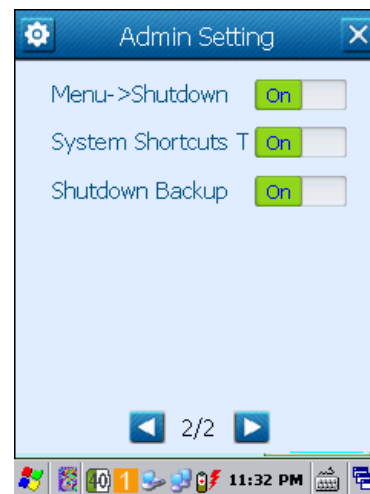 Admin Setting
Menu->Shutdown On
System Shortcuts T On
Shutdown Backup On
2/2
40 1 11:32 PM